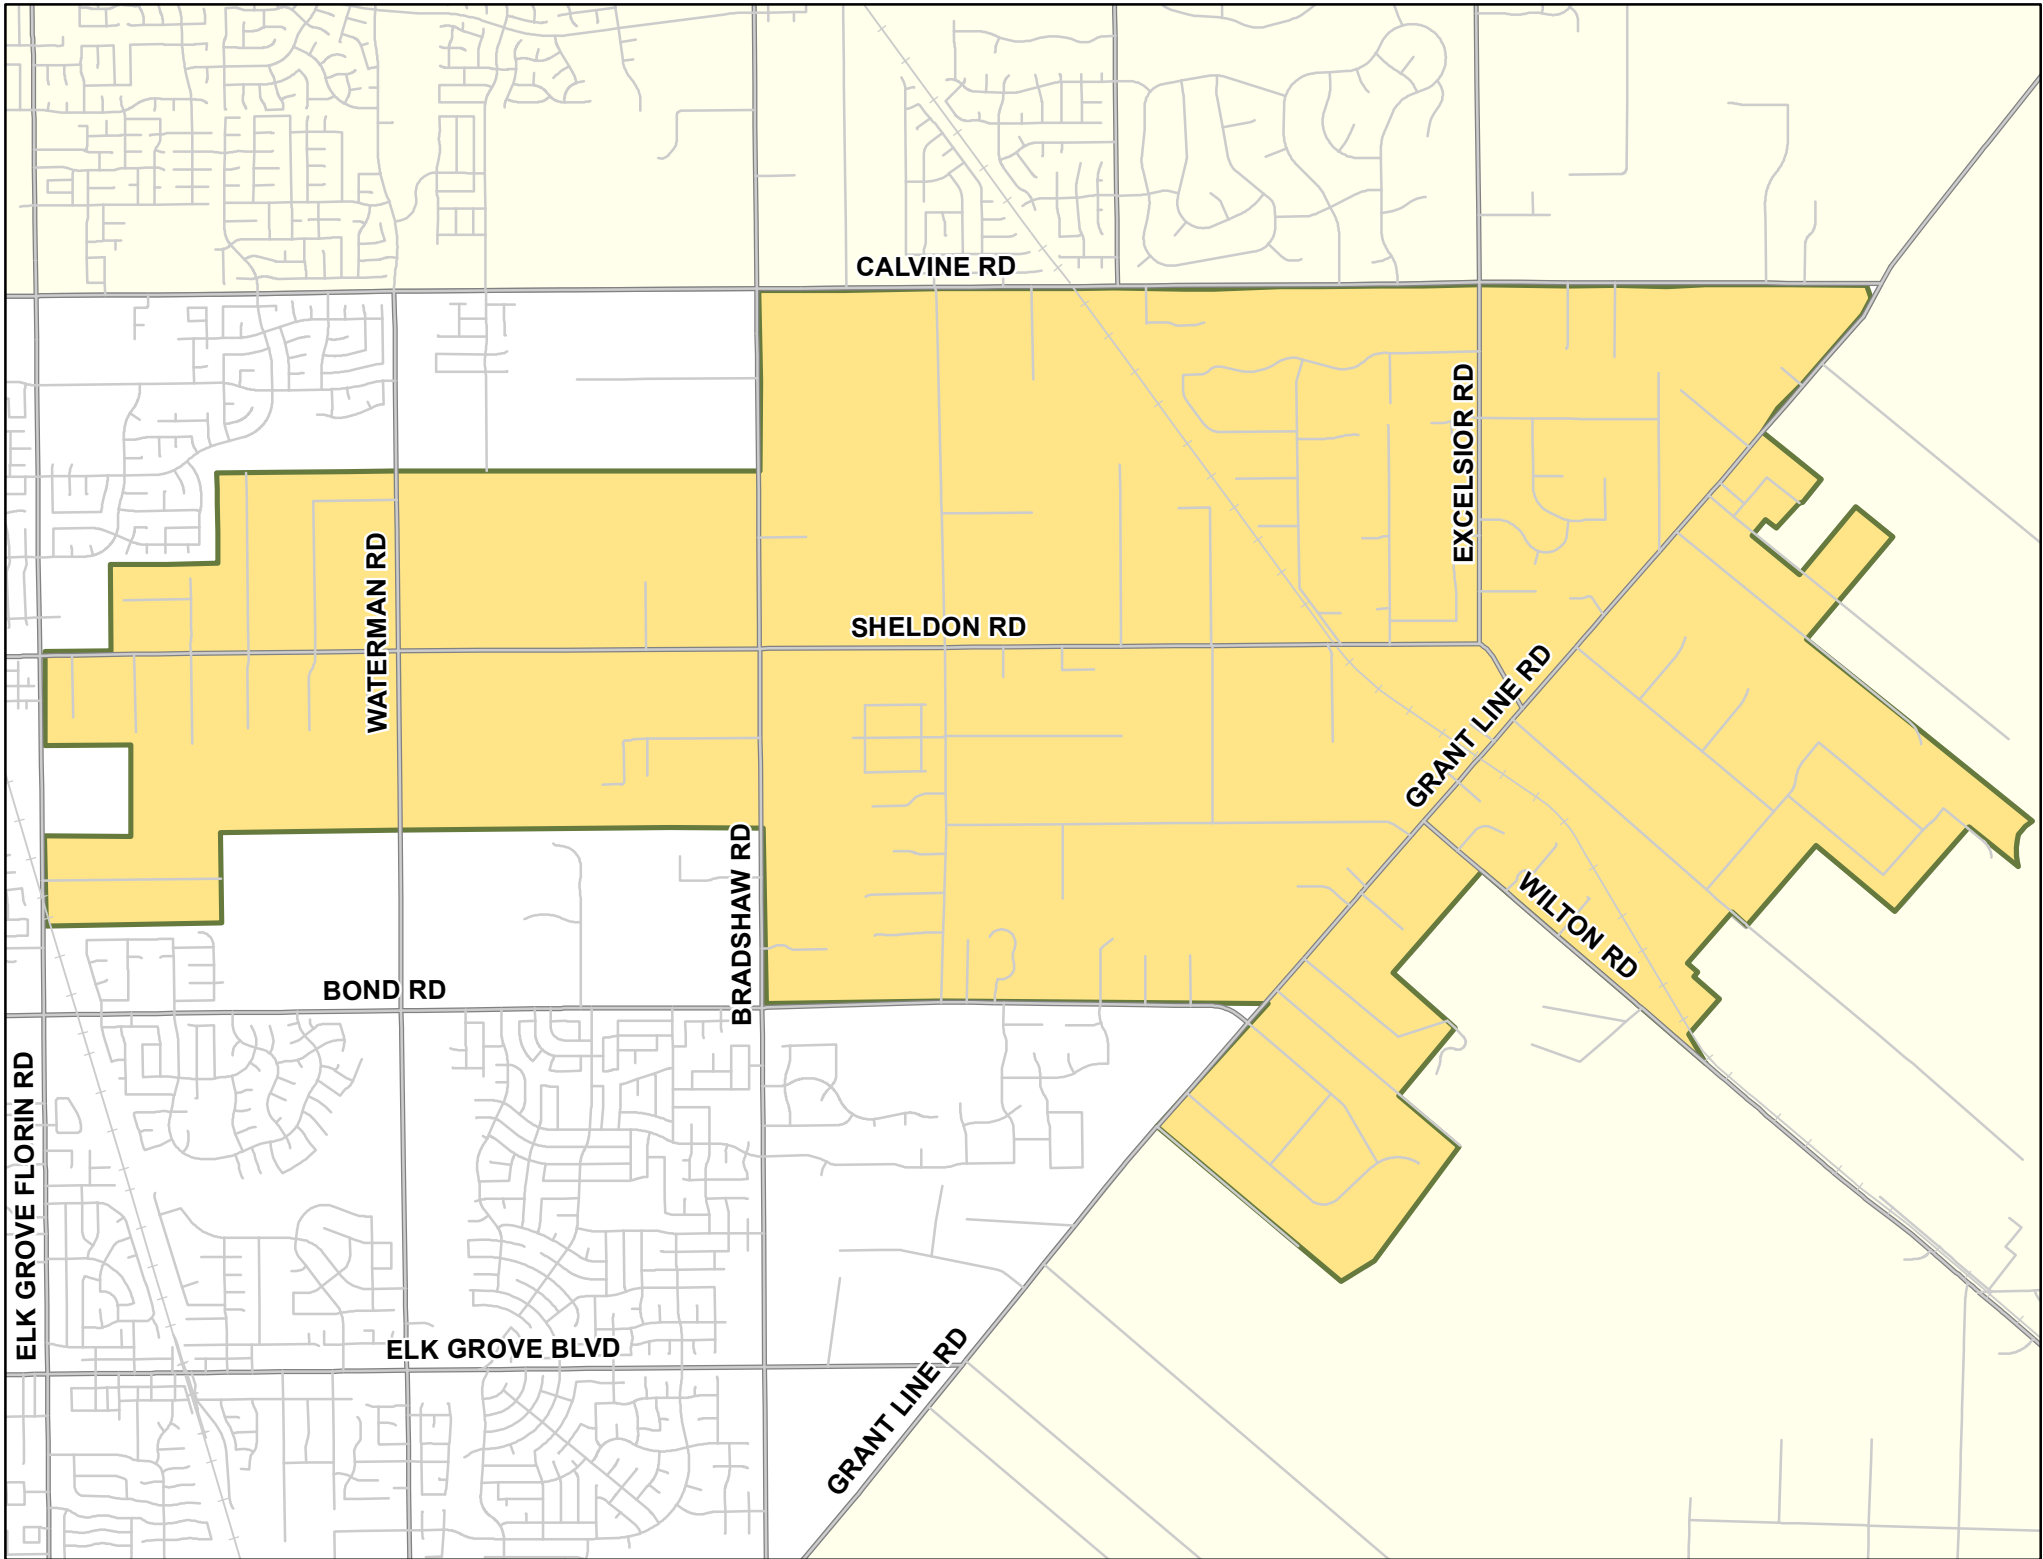 CALVINE RD
EXCELSIOR RD
WATERMAN RD
SHELDON RD
GRANT LINE RD
BRADSHAW RD
WILTON RD
BOND RD
ELK GROVE FLORIN RD
ELK GROVE BLVD
GRANT LINE RD